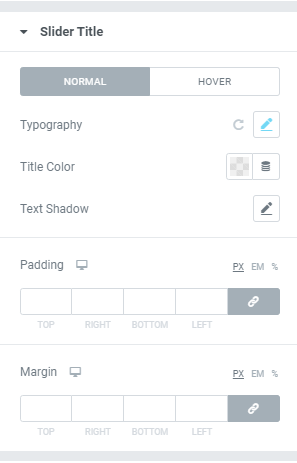 Slider Title
NORMAL HOVER
Typography
Title Color
Text Shadow
Padding PX EM %
TOP RIGHT BOTTOM LEFT
Margin PX EM %
TOP RIGHT BOTTOM LEFT